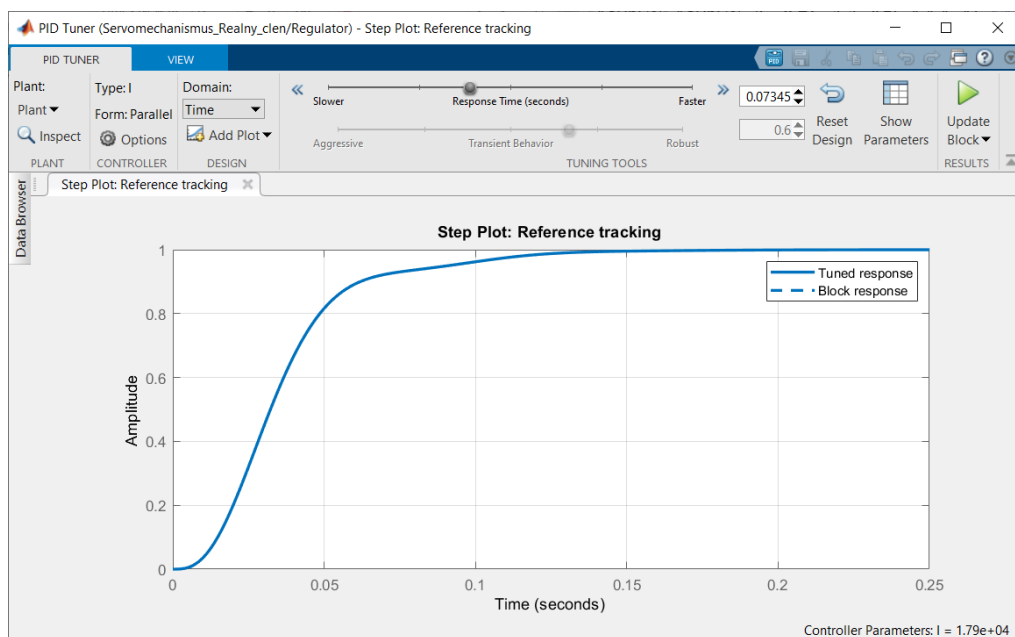 PID Tuner (Servomechanismus_Realny_clen/Regulator) - Step Plot: Reference tracking
PID TUNER
VIEW
Plant:
Plant
Inspect
PLANT
Type: I
Form: Parallel
Options
CONTROLLER
Domain:
Time
Add Plot
DESIGN
Slower
Response Time (seconds)
Faster
0.07345
Aggressive
Transient Behavior
Robust
0.6
TUNING TOOLS
Reset
Design
Show
Parameters
Update
Block
RESULTS
PID
Data Browser
Step Plot: Reference tracking
Step Plot: Reference tracking
Tuned response
Block response
Amplitude
1
0.8
0.6
0.4
0.2
0
0
0.05
0.1
0.15
0.2
0.25
Time (seconds)
Controller Parameters: I = 1.79e+04